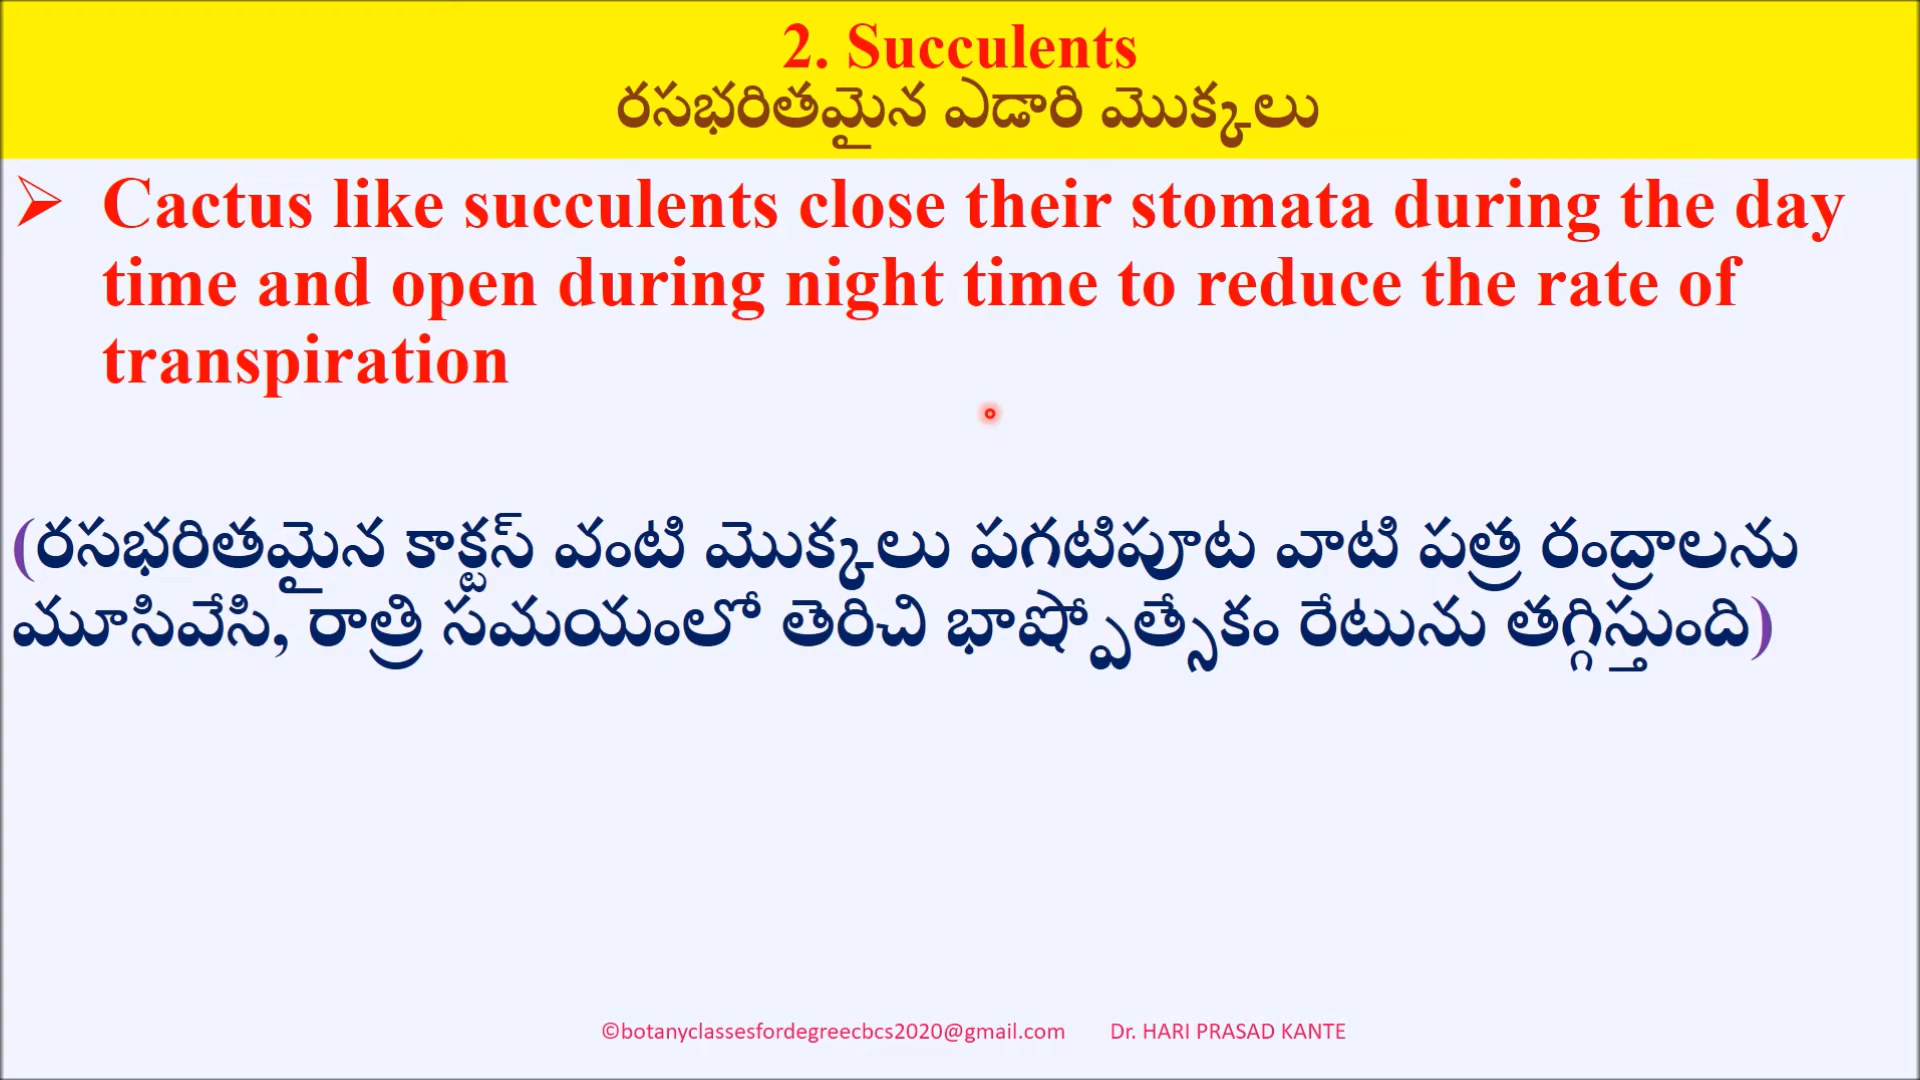 2. Succulents
రసభరితమైన ఎడారి మొక్కలు
Cactus like succulents close their stomata during the day
time and open during night time to reduce the rate of
transpiration
(రసభరితమైన కాక్టస్ వంటి మొక్కలు పగటిపూట వాటి పత్ర రంద్రాలను
మూసివేసి, రాత్రి సమయంలో తెరిచి భాష్పోత్సేకం రేటును తగ్గిస్తుంది)
©botanyclassesfordegreecbcs2020@gmail.com Dr. HARI PRASAD KANTE